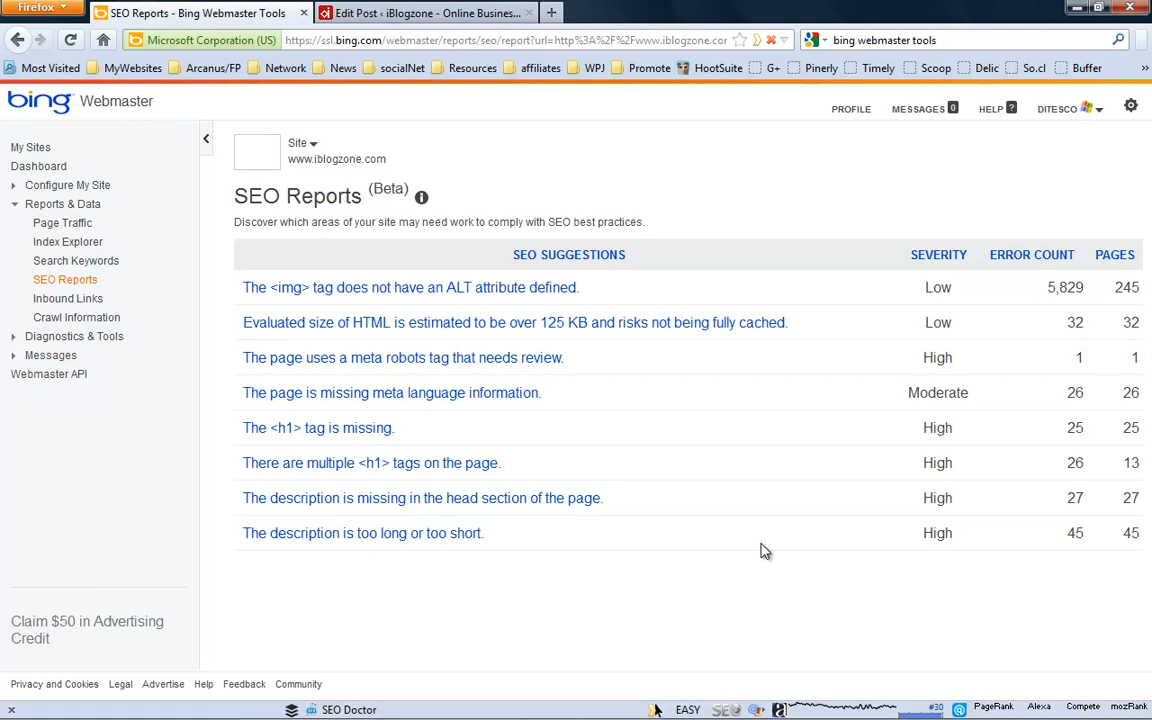 Firefox
SEO Reports - Bing Webmaster Tools
Edit Post ‹ iBlogzone - Online Busines...
Microsoft Corporation (US)
https://ssl.bing.com/webmaster/reports/seo/report?url=http%3A%2F%2Fwww.iblogzone.cor
bing webmaster tools
Most Visited
MyWebsites
Arcanus/FP
Network
News
socialNet
Resources
affiliates
WPJ
Promote
HootSuite
G+
Pinerly
Timely
Scoop
Delic
So.cl
Buffer
bing Webmaster
PROFILE
MESSAGES 0
HELP ?
DITESCO
My Sites
Dashboard
Configure My Site
Reports & Data
Page Traffic
Index Explorer
Search Keywords
SEO Reports
Inbound Links
Crawl Information
Diagnostics & Tools
Messages
Webmaster API
Claim $50 in Advertising
Credit
Site
www.iblogzone.com
SEO Reports (Beta)
Discover which areas of your site may need work to comply with SEO best practices.
SEO SUGGESTIONS SEVERITY ERROR COUNT PAGES
The <img> tag does not have an ALT attribute defined. Low 5,829 245
Evaluated size of HTML is estimated to be over 125 KB and risks not being fully cached. Low 32 32
The page uses a meta robots tag that needs review. High 1 1
The page is missing meta language information. Moderate 26 26
The <h1> tag is missing. High 25 25
There are multiple <h1> tags on the page. High 26 13
The description is missing in the head section of the page. High 27 27
The description is too long or too short. High 45 45
Privacy and Cookies
Legal
Advertise
Help
Feedback
Community
SEO Doctor
EASY
SEO
#30
PageRank
Alexa
Compete
mozRank